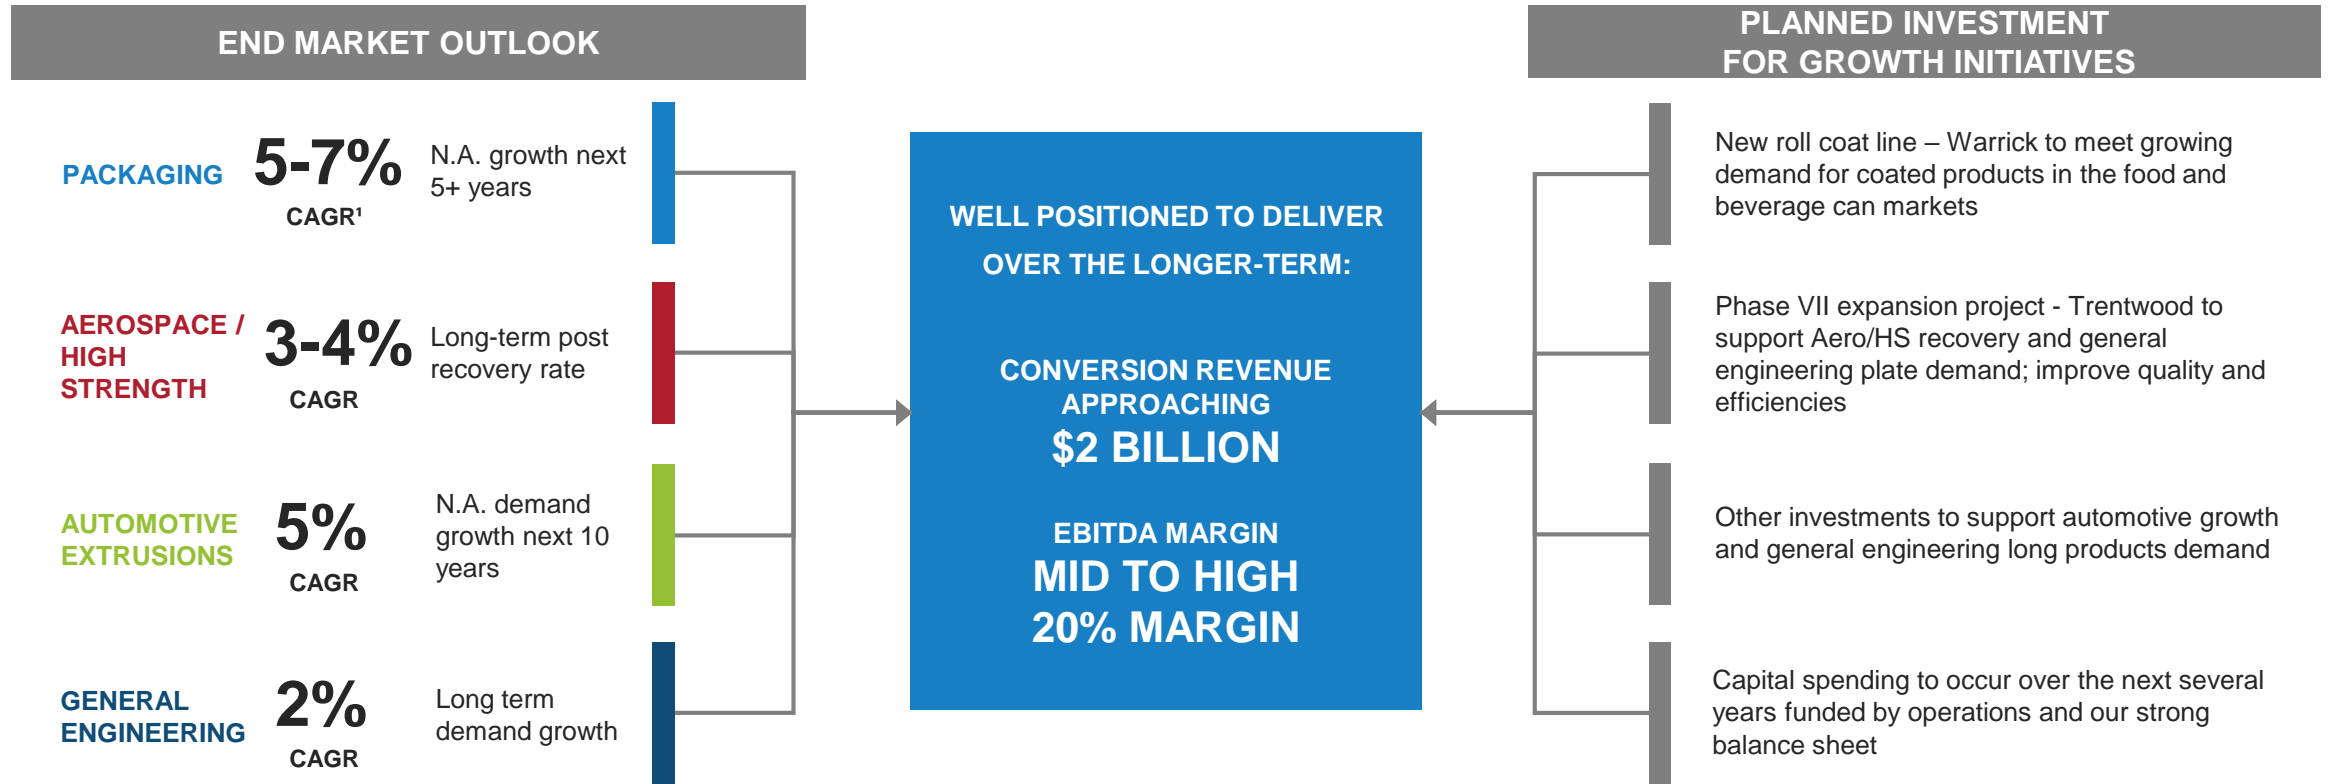 END MARKET OUTLOOK
PACKAGING
5-7%
CAGR¹
N.A. growth next
5+ years
AEROSPACE /
HIGH
STRENGTH
3-4%
CAGR
Long-term post
recovery rate
AUTOMOTIVE
EXTRUSIONS
5%
CAGR
N.A. demand
growth next 10
years
GENERAL
ENGINEERING
2%
CAGR
Long term
demand growth
WELL POSITIONED TO DELIVER
OVER THE LONGER-TERM:
CONVERSION REVENUE
APPROACHING
$2 BILLION
EBITDA MARGIN
MID TO HIGH
20% MARGIN
PLANNED INVESTMENT
FOR GROWTH INITIATIVES
New roll coat line – Warrick to meet growing
demand for coated products in the food and
beverage can markets
Phase VII expansion project - Trentwood to
support Aero/HS recovery and general
engineering plate demand; improve quality and
efficiencies
Other investments to support automotive growth
and general engineering long products demand
Capital spending to occur over the next several
years funded by operations and our strong
balance sheet